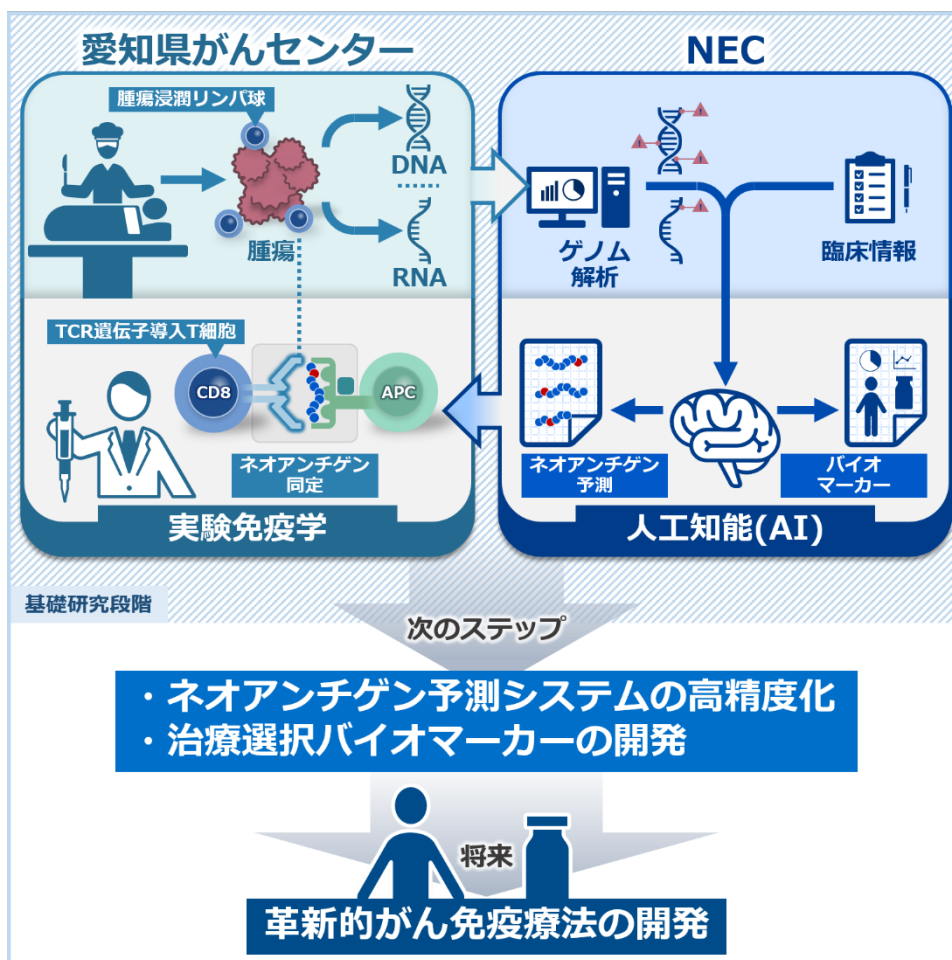 愛知県がんセンター
腫瘍浸潤リンパ球
DNA
RNA
腫瘍
TCR遺伝子導入T細胞
CD8
APC
ネオアンチゲン
同定
実験免疫学
NEC
ゲノム
解析
臨床情報
ネオアンチゲン
予測
バイオ
マーカー
人工知能(AI)
基礎研究段階
次のステップ
・ネオアンチゲン予測システムの高精度化
・治療選択バイオマーカーの開発
将来
革新的がん免疫療法の開発